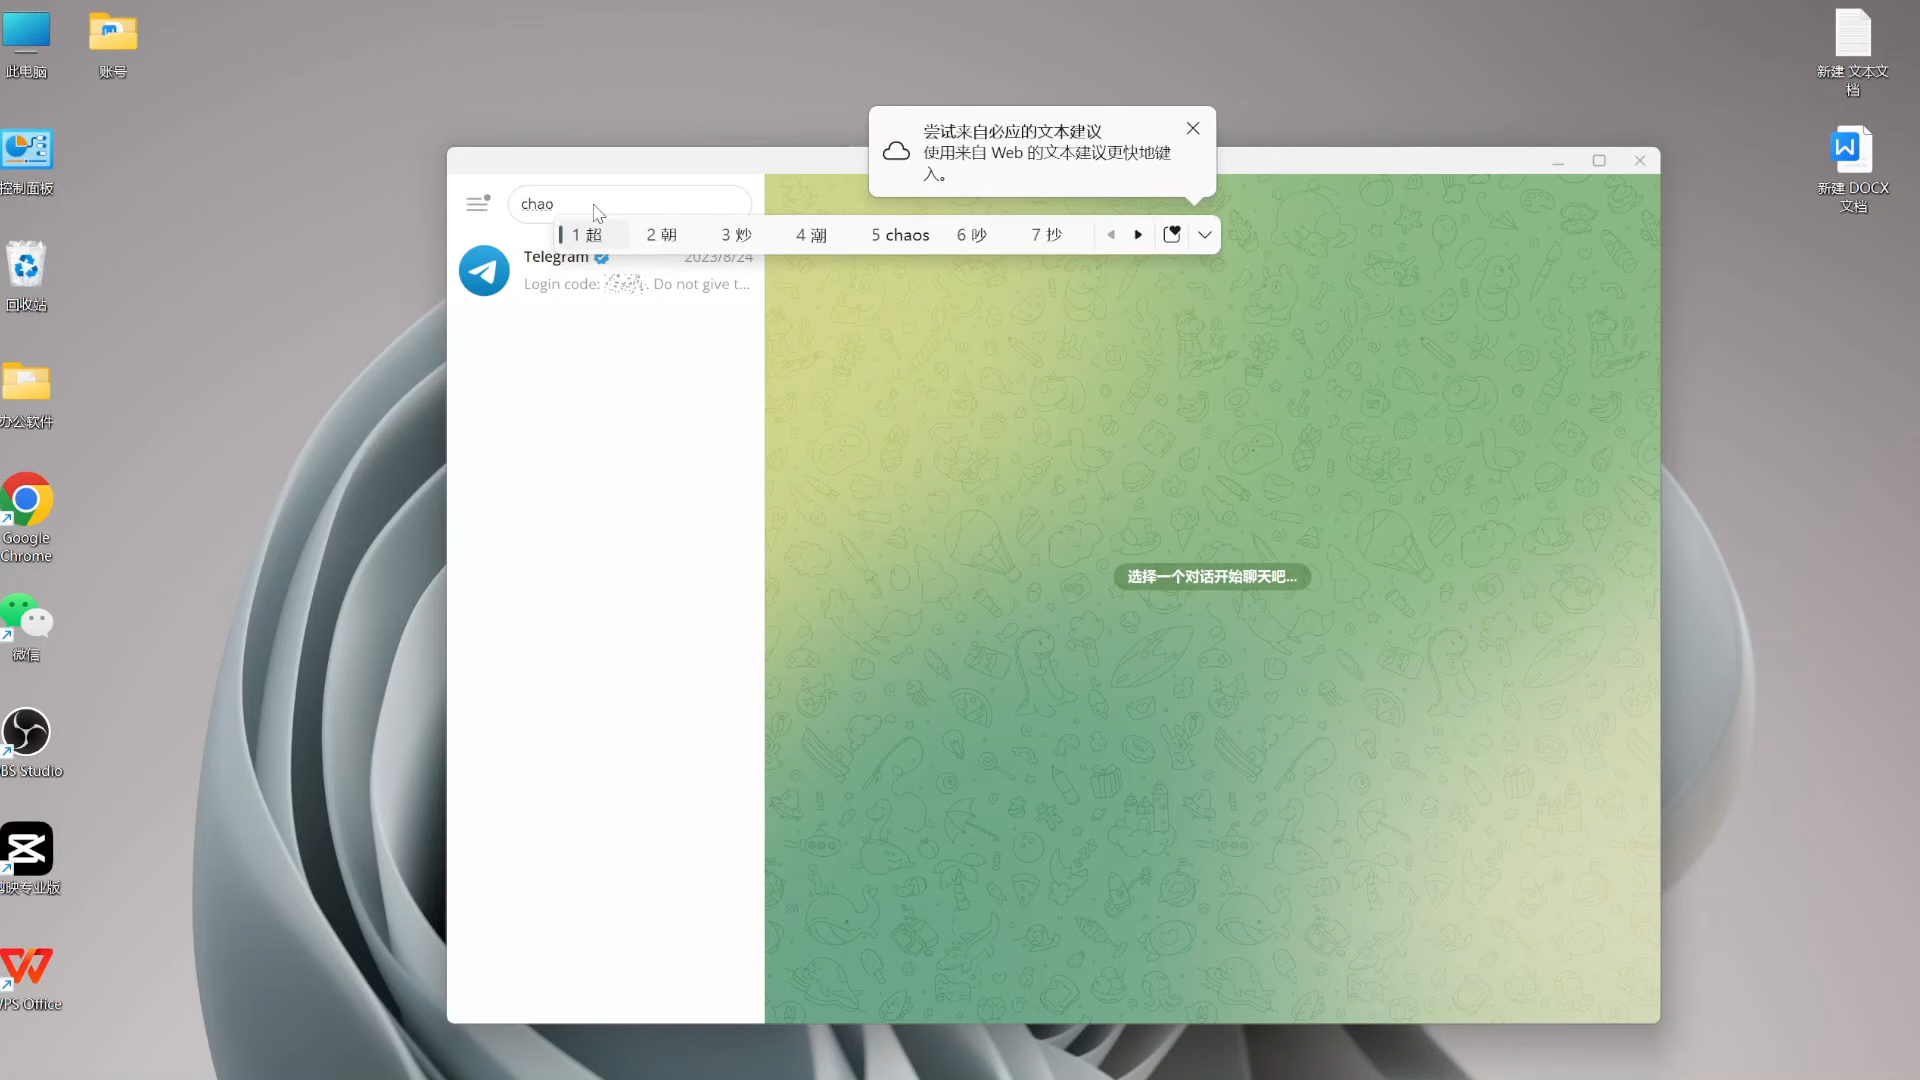 此电脑
账号
控制面板
回收站
办公软件
Google
Chrome
微信
BS Studio
剪映专业版
WPS Office
新建 文本文
档
新建 DOCX
文档
尝试来自必应的文本建议
使用来自 Web 的文本建议更快地键
入。
chao
1 超 2 朝 3 炒 4 潮 5 chaos 6 吵 7 抄
Telegram 2023/8/24
Login code: . Do not give t...
选择一个对话开始聊天吧...